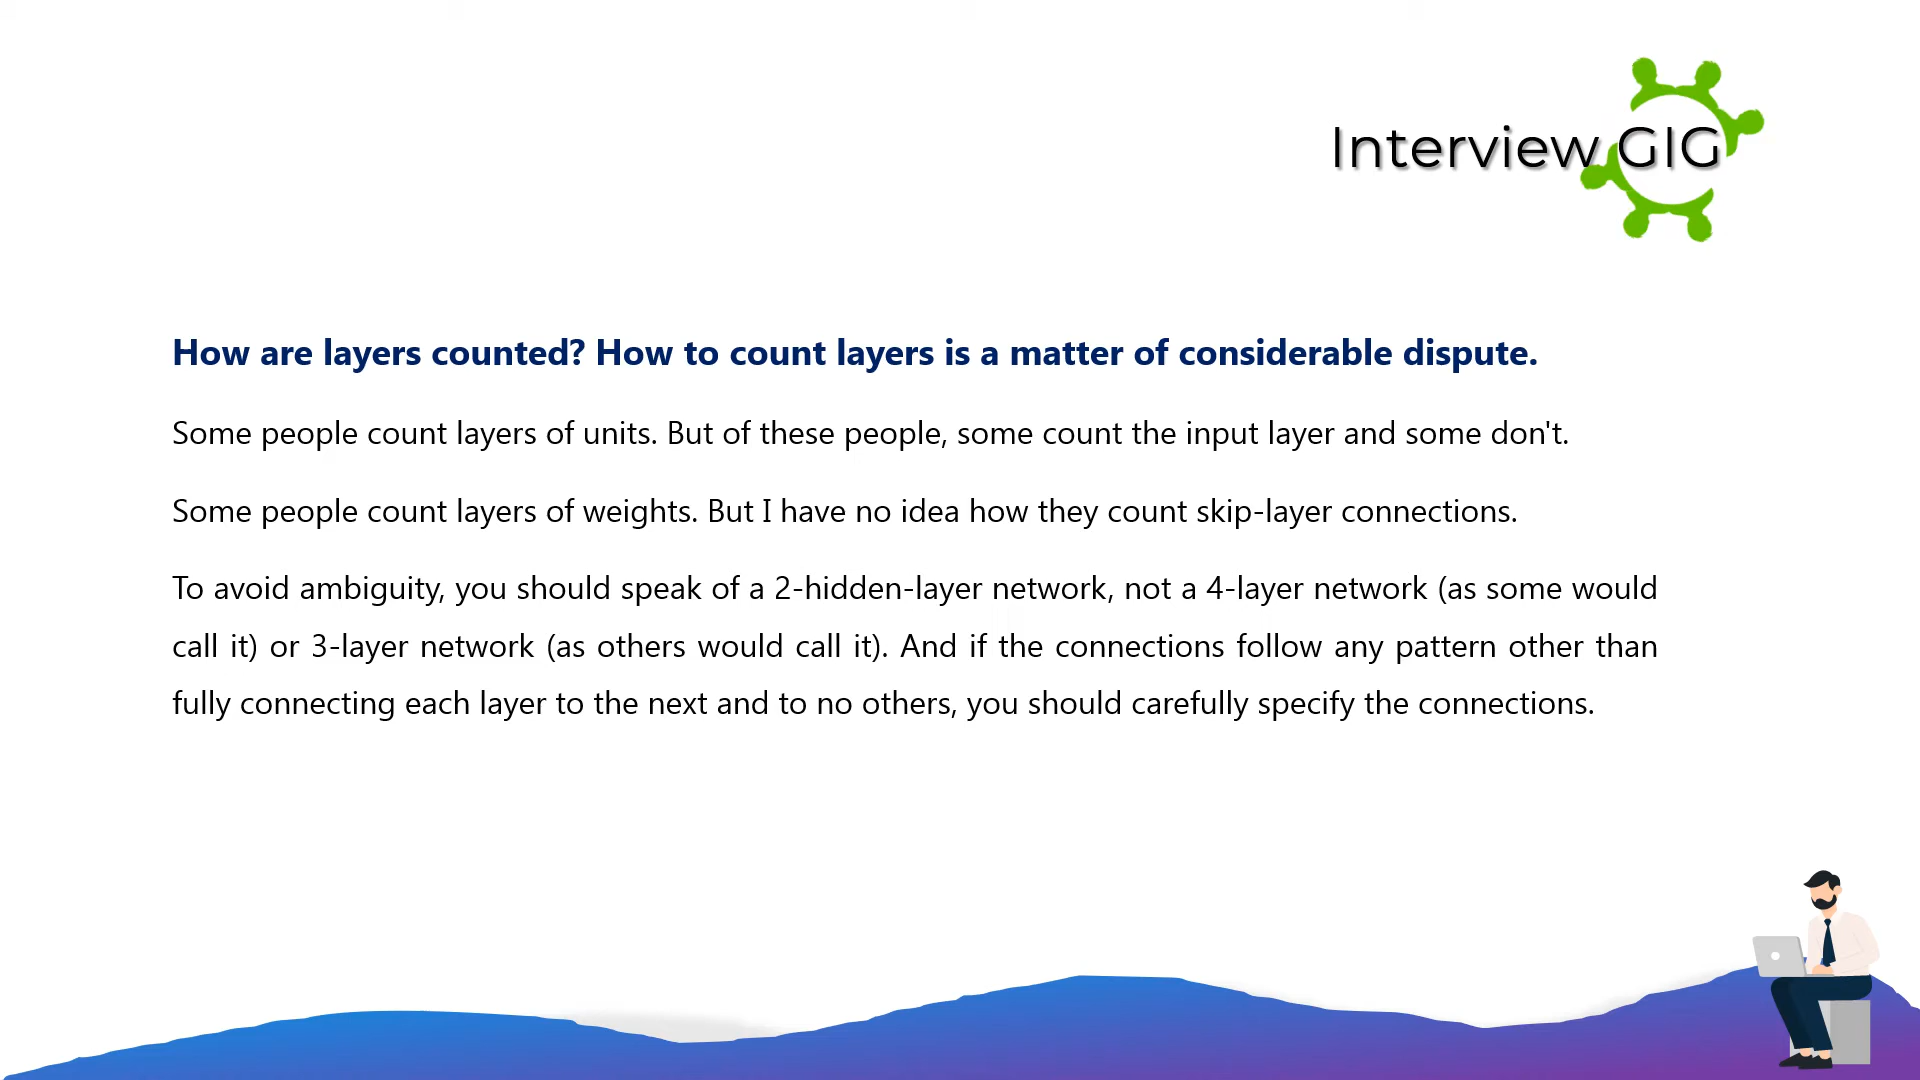 Interview GIG
How are layers counted? How to count layers is a matter of considerable dispute.
Some people count layers of units. But of these people, some count the input layer and some don't.
Some people count layers of weights. But I have no idea how they count skip-layer connections.
To avoid ambiguity, you should speak of a 2-hidden-layer network, not a 4-layer network (as some would
call it) or 3-layer network (as others would call it). And if the connections follow any pattern other than
fully connecting each layer to the next and to no others, you should carefully specify the connections.